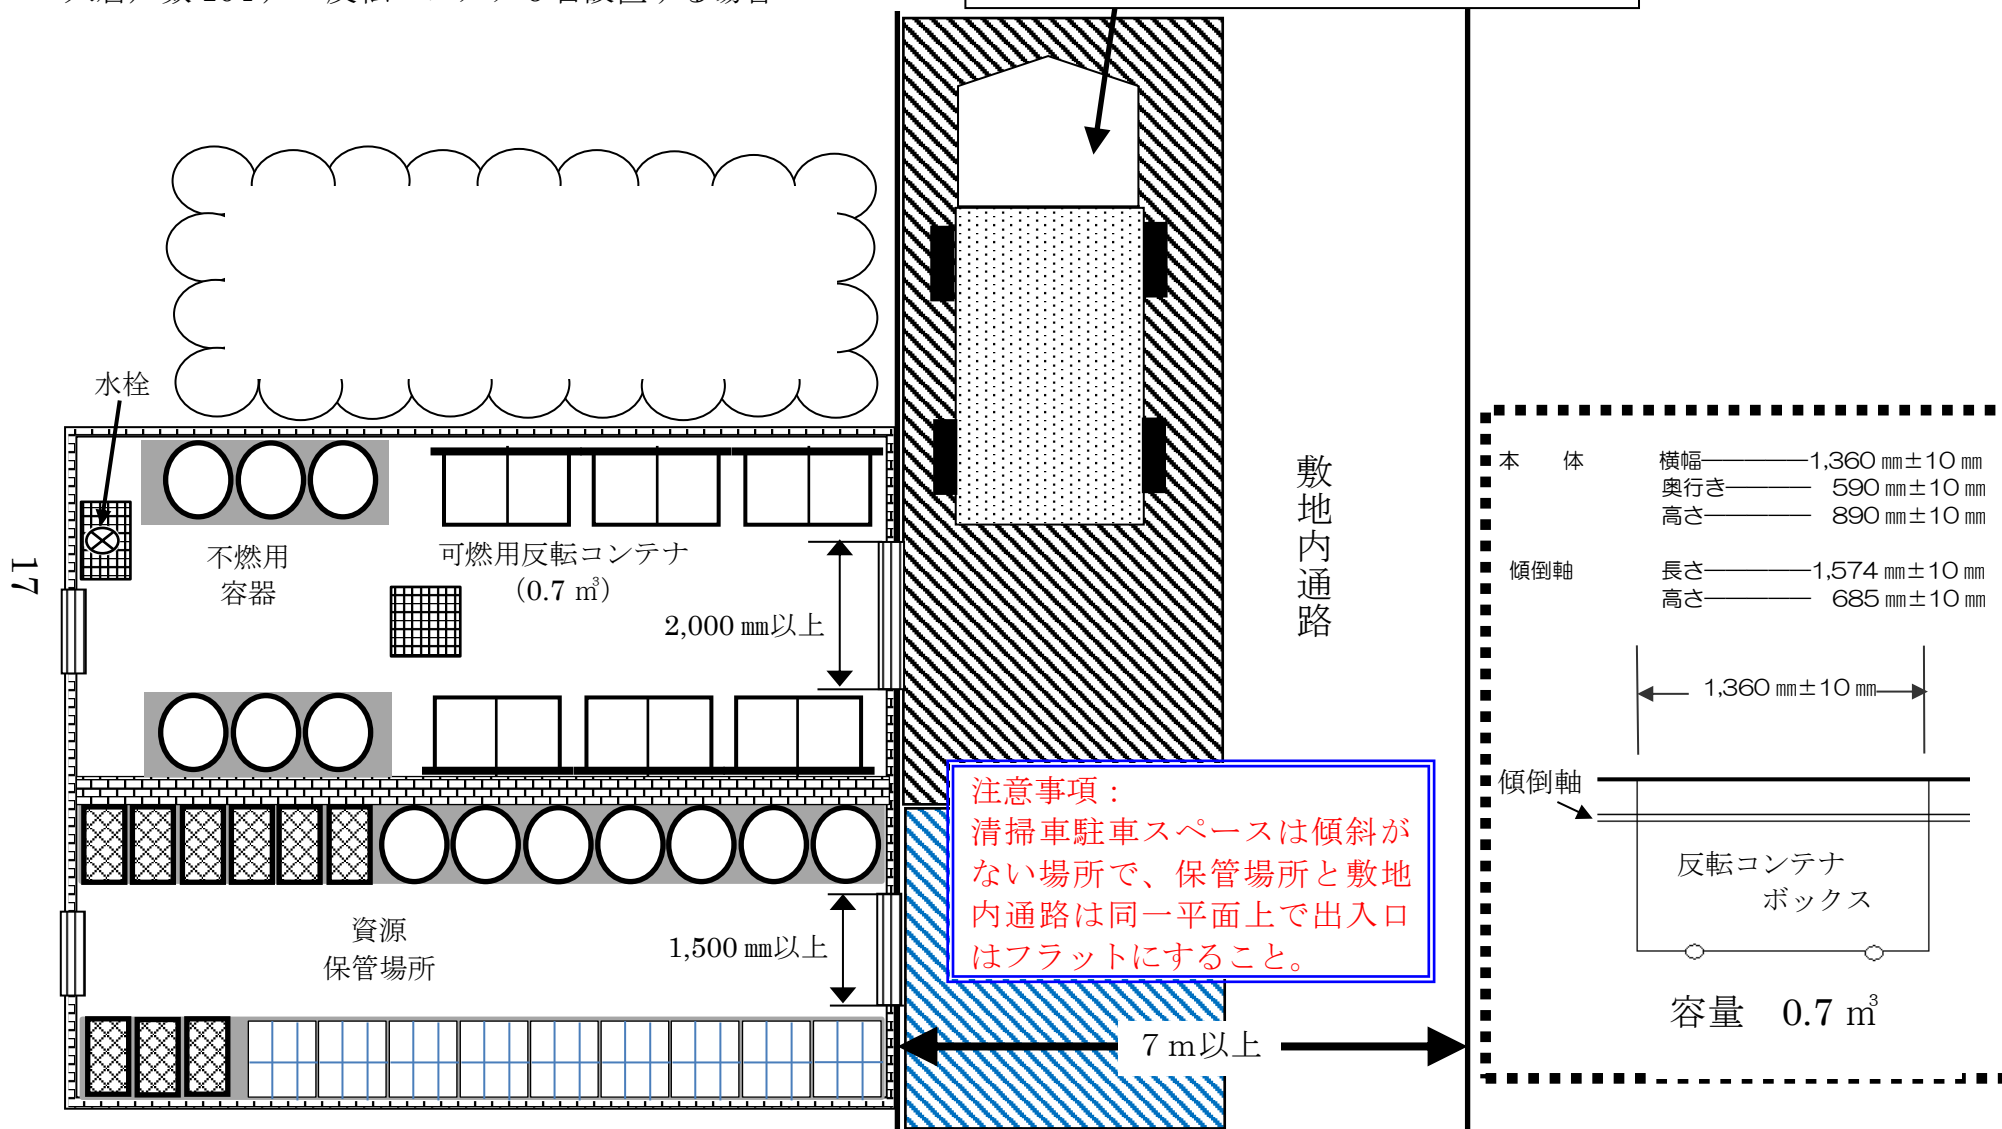 水栓
不燃用
容器
可燃用反転コンテナ
(0.7 ㎥)
2,000 ㎜以上
資源
保管場所
1,500 ㎜以上
17
敷地内通路
注意事項：
清掃車駐車スペースは傾斜が
ない場所で、保管場所と敷地
内通路は同一平面上で出入口
はフラットにすること。
7 m以上
本　体　横幅―――――1,360 ㎜±10 ㎜
奥行き―――― 590 ㎜±10 ㎜
高さ――――― 890 ㎜±10 ㎜
傾倒軸　長さ―――――1,574 ㎜±10 ㎜
高さ――――― 685 ㎜±10 ㎜
1,360 ㎜±10 ㎜
傾倒軸
反転コンテナ
ボックス
容量　0.7 ㎥